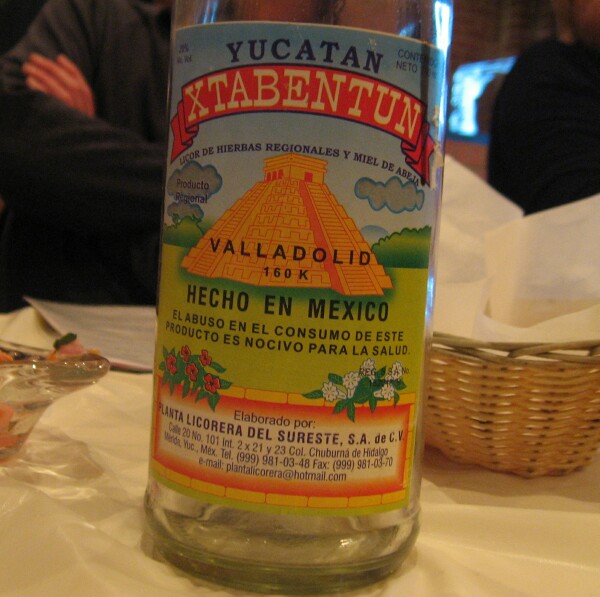 YUCATAN
CONTENIDO
NETO
XTABENTUN
LICOR DE HIERBAS REGIONALES Y MIEL DE ABEJA
Producto
Regional
VALLADOLID
160 K
HECHO EN MEXICO
EL ABUSO EN EL CONSUMO DE ESTE
PRODUCTO ES NOCIVO PARA LA SALUD.
Elaborado por:
PLANTA LICORERA DEL SURESTE, S.A. de C.V.
Calle 20 No. 101 Int. 2 x 21 y 23 Col. Chuburná de Hidalgo
Mérida, Yuc., Méx. Tel. (999) 981-03-48 Fax: (999) 981-03-70
e-mail: plantalicorera@hotmail.com